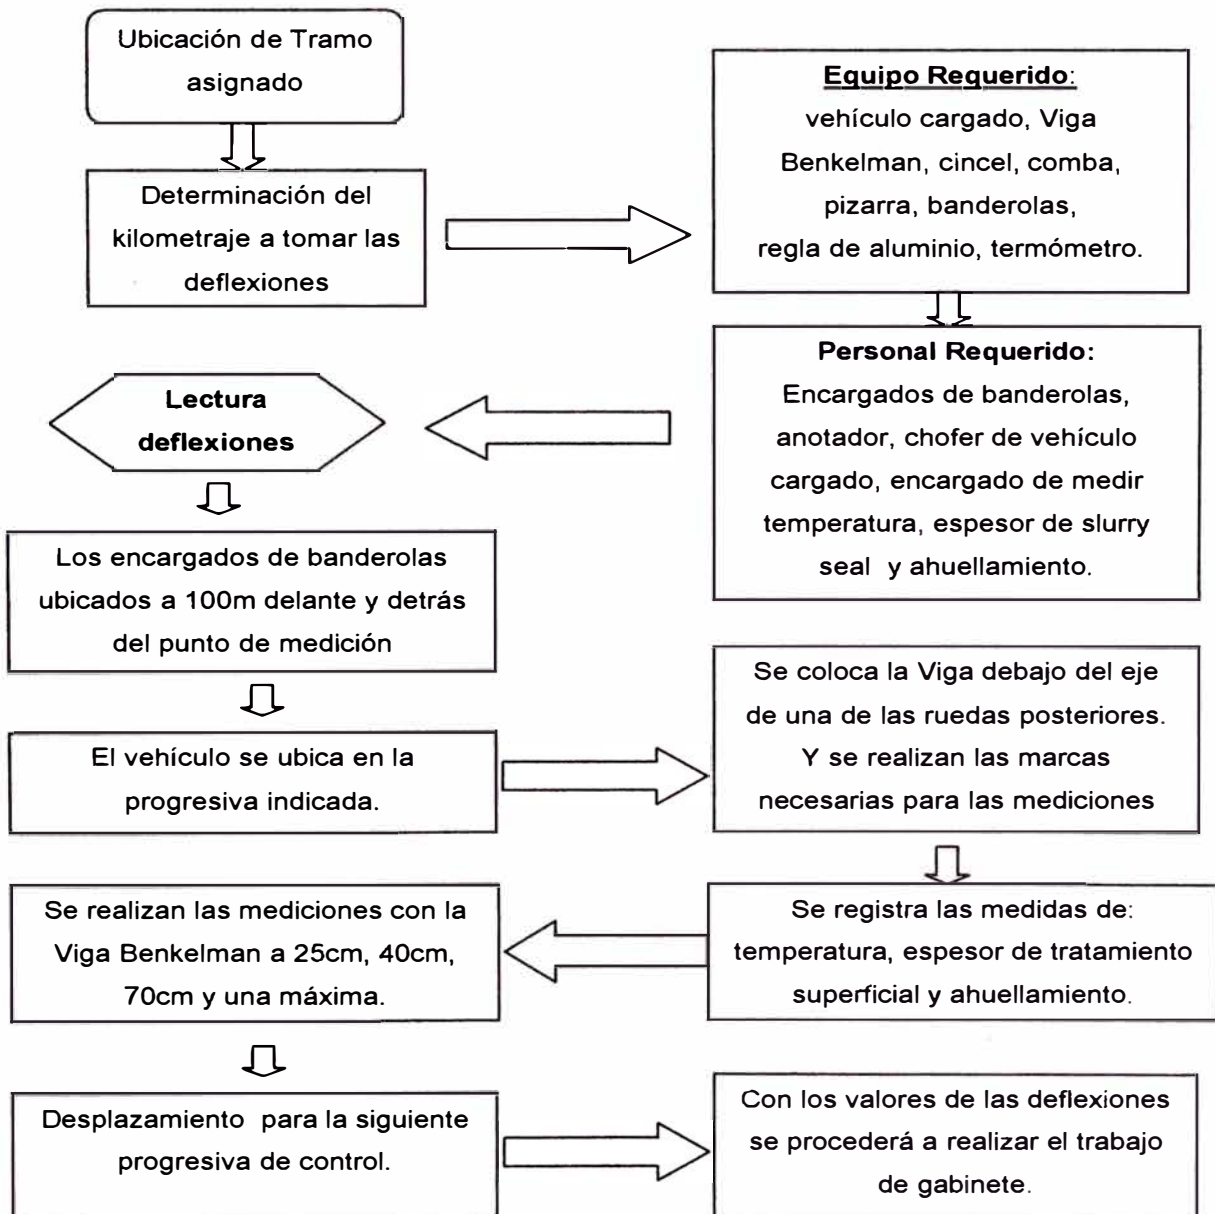 Ubicación de Tramo
asignado
Determinación del
kilometraje a tomar las
deflexiones
Equipo Requerido:
vehículo cargado, Viga
Benkelman, cincel, comba,
pizarra, banderolas,
regla de aluminio, termómetro.
Personal Requerido:
Encargados de banderolas,
anotador, chofer de vehículo
cargado, encargado de medir
temperatura, espesor de slurry
seal y ahuellamiento.
Lectura
deflexiones
Los encargados de banderolas
ubicados a 100m delante y detrás
del punto de medición
El vehículo se ubica en la
progresiva indicada.
Se coloca la Viga debajo del eje
de una de las ruedas posteriores.
Y se realizan las marcas
necesarias para las mediciones
Se registra las medidas de:
temperatura, espesor de tratamiento
superficial y ahuellamiento.
Se realizan las mediciones con la
Viga Benkelman a 25cm, 40cm,
70cm y una máxima.
Desplazamiento para la siguiente
progresiva de control.
Con los valores de las deflexiones
se procederá a realizar el trabajo
de gabinete.